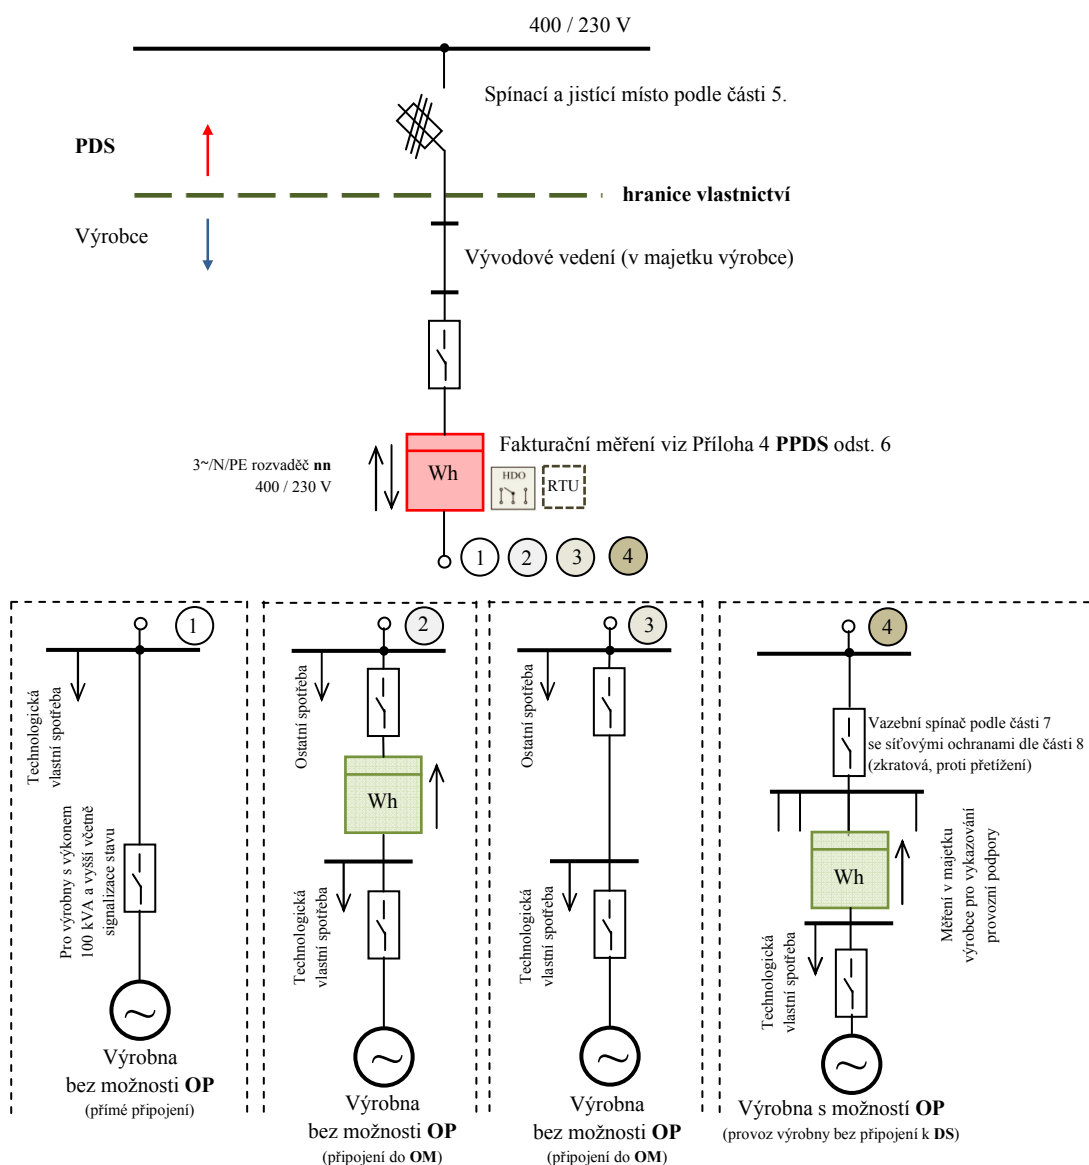 400 / 230 V
Spínací a jistící místo podle části 5.
PDS
hranice vlastnictví
Výrobce
Vývodové vedení (v majetku výrobce)
Fakturační měření viz Příloha 4 PPDS odst. 6
3~/N/PE rozvaděč nn
400 / 230 V
Wh
HDO
RTU
1
2
3
4
1
Technologická
vlastní spotřeba
Pro výrobny s výkonem
100 kVA a vyšší včetně
signalizace stavu
Výrobna
bez možnosti OP
(přímé připojení)
2
Ostatní spotřeba
Wh
Technologická
vlastní spotřeba
Výrobna
bez možnosti OP
(připojení do OM)
3
Ostatní spotřeba
Technologická
vlastní spotřeba
Výrobna
bez možnosti OP
(připojení do OM)
4
Vazební spínač podle části 7
se síťovými ochranami dle části 8
(zkratová, proti přetížení)
Wh
Měření v majetku
výrobce pro vykazování
provozní podpory
Technologická
vlastní spotřeba
Výrobna s možností OP
(provoz výrobny bez připojení k DS)